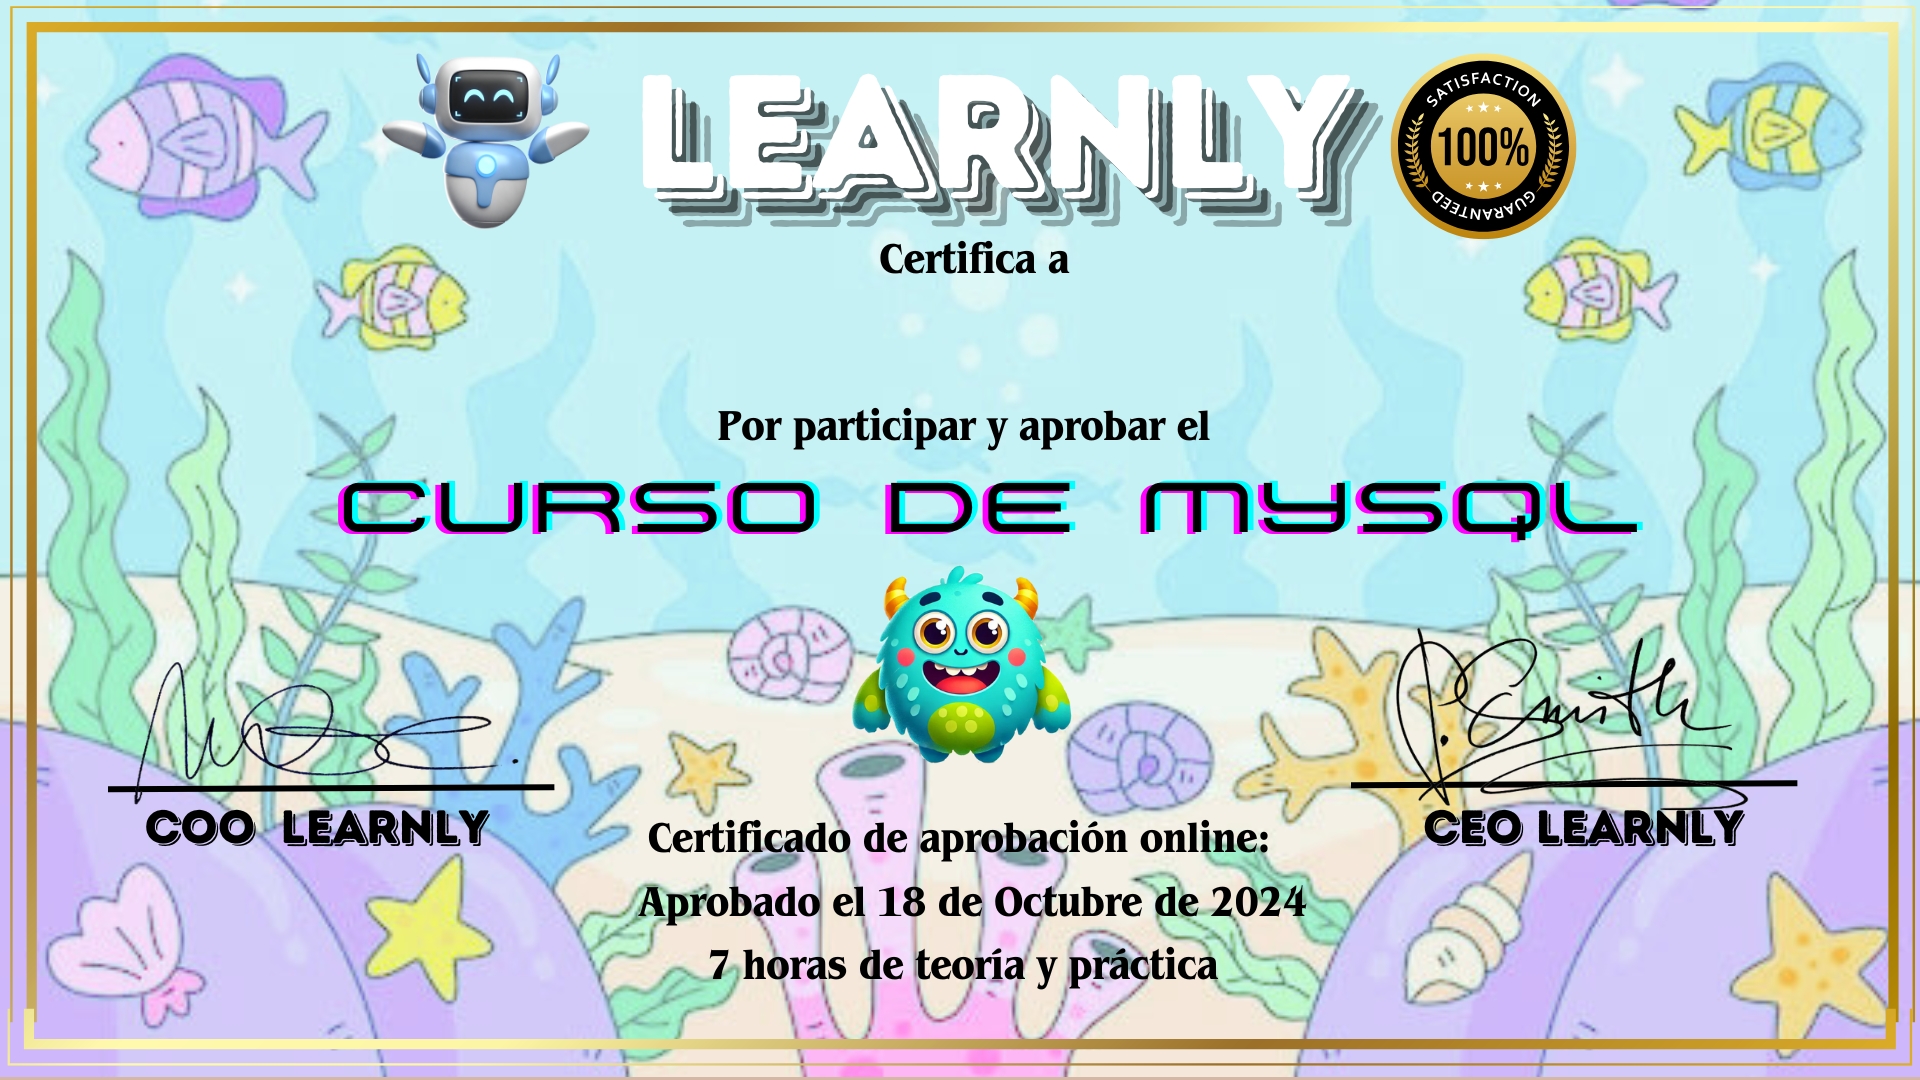 LEARNLY
SATISFACTION
100%
GUARANTEED
Certifica a
Por participar y aprobar el
CURSO DE MYSQL
P. Smith
COO LEARNLY
CEO LEARNLY
Certificado de aprobación online:
Aprobado el 18 de Octubre de 2024
7 horas de teoría y práctica